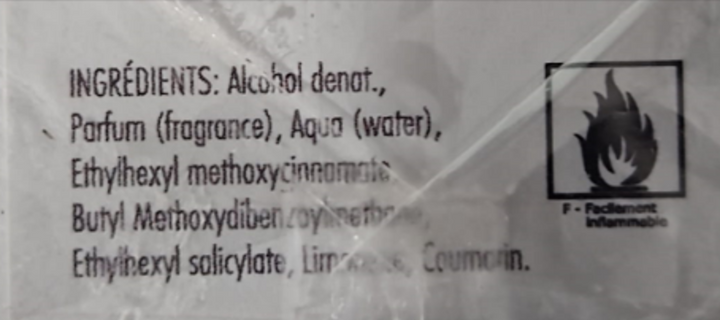 INGRÉDIENTS: Alcohol denat.,
Parfum (fragrance), Aqua (water),
Ethylhexyl methoxycinnamate
Butyl Methoxydibenzoylmethane,
Ethylhexyl salicylate, Coumarin.
F - Facilement
inflammable